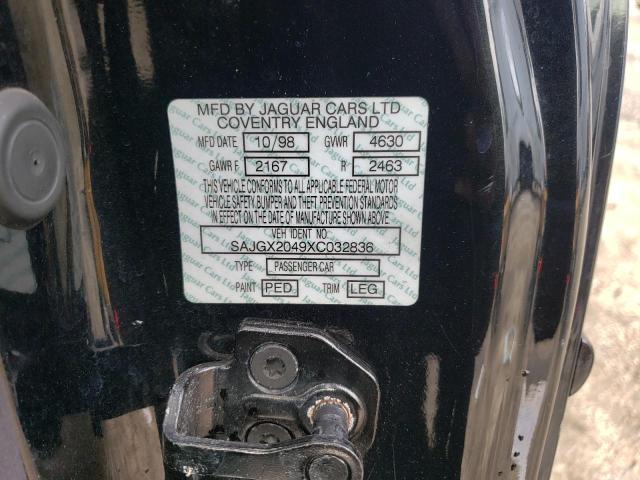 MFD BY JAGUAR CARS LTD
COVENTRY ENGLAND
MFD DATE 10/98 GVWR 4630
GAWR F 2167 R 2463
THIS VEHICLE CONFORMS TO ALL APPLICABLE FEDERAL MOTOR
VEHICLE SAFETY, BUMPER AND THEFT PREVENTION STANDARDS
IN EFFECT ON THE DATE OF MANUFACTURE SHOWN ABOVE
VEH IDENT NO.
SAJGX2049XC032836
TYPE PASSENGER CAR
PAINT PED TRIM LEG